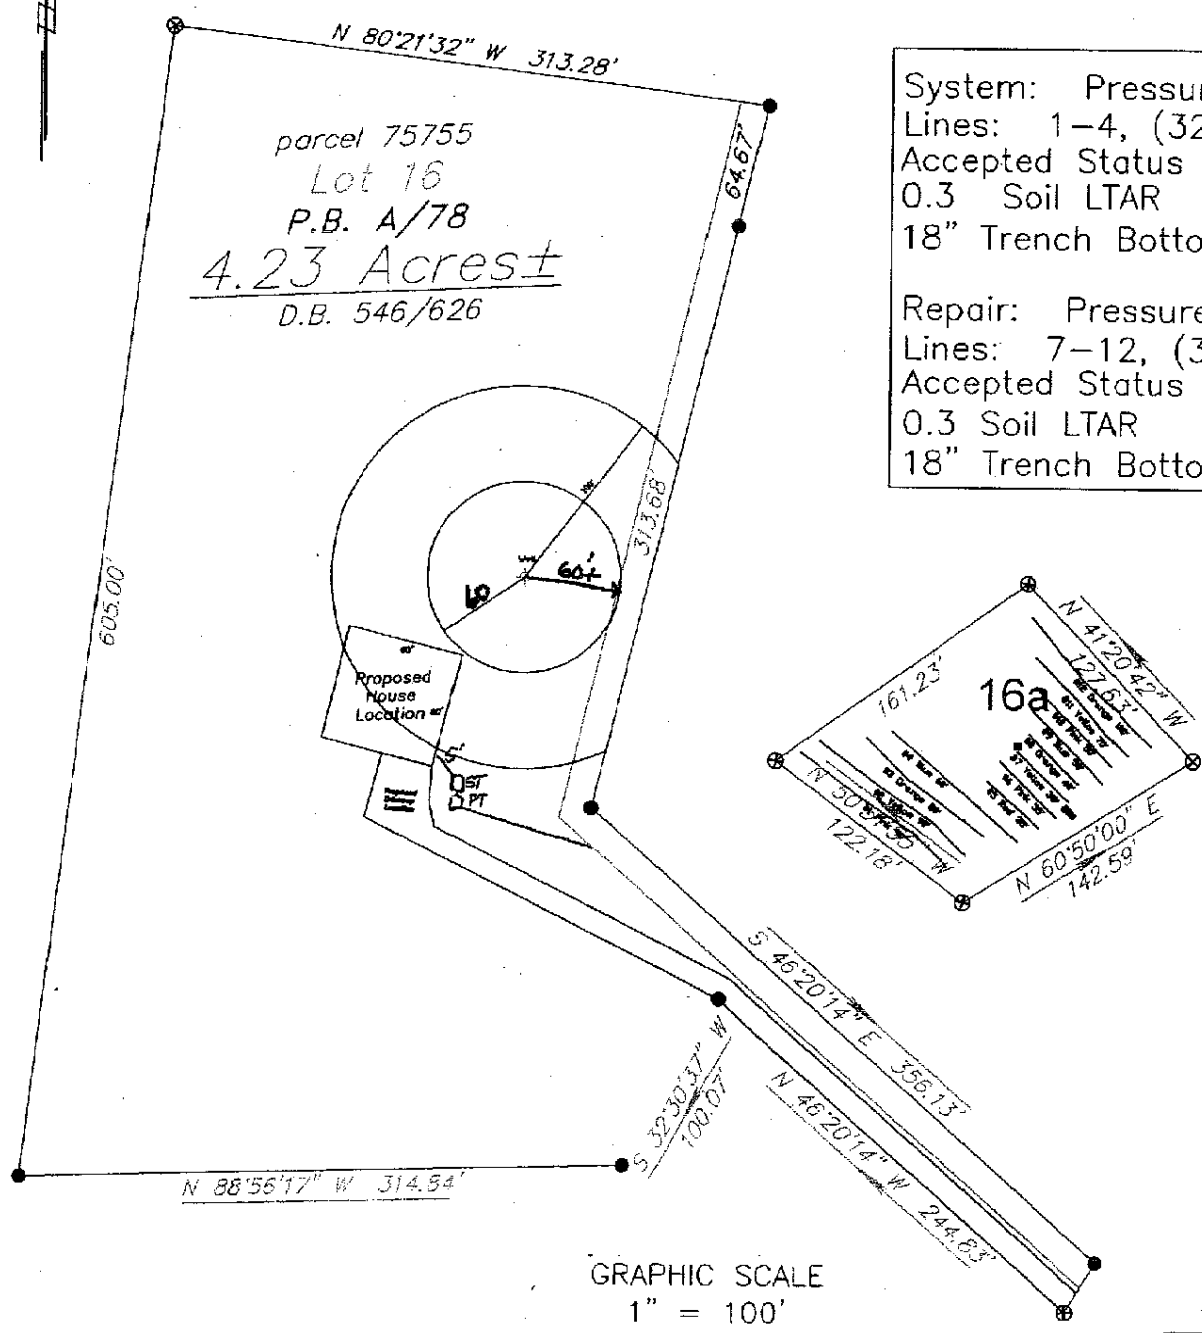 N 80°21'32" W 313.28'
parcel 75755
Lot 16
P.B. A/78
4.23 Acres±
D.B. 546/626
64.67'
System: Pressur
Lines: 1-4, (32
Accepted Status
0.3 Soil LTAR
18" Trench Botto
Repair: Pressure
Lines: 7-12, (3
Accepted Status
0.3 Soil LTAR
18" Trench Botto
313.68'
605.00'
60±'
60
Proposed
House
Location
5'
ST
PT
16a
161.23'
N 41°20'42" W
127.63'
122.18'
N 60°50'00" E
142.59'
S 46°20'14" E 356.13'
S 32°30'37" W
100.07'
N 46°20'14" W 244.83'
N 88°56'17" W 314.84'
GRAPHIC SCALE
1" = 100'